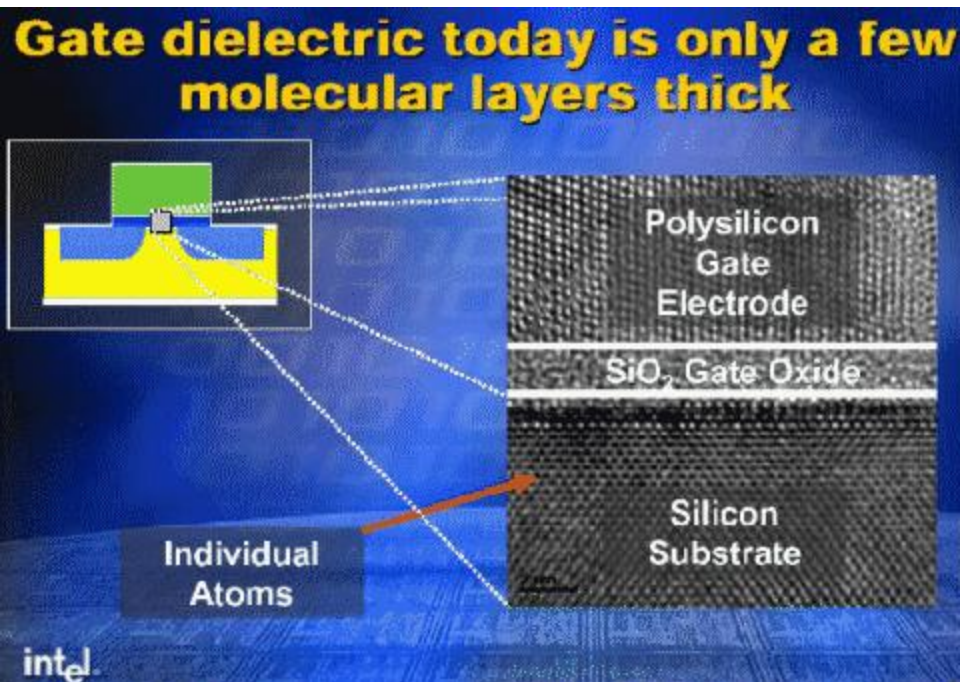 Gate dielectric today is only a few
molecular layers thick
Polysilicon
Gate
Electrode
SiO₂ Gate Oxide
Individual
Atoms
Silicon
Substrate
intel